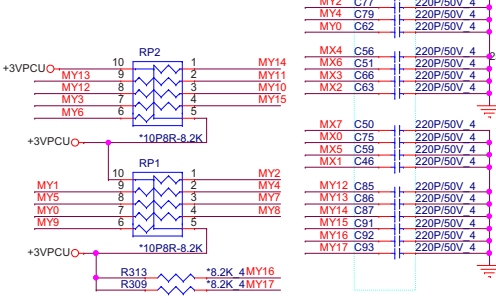 MY2 C77 220P/50V_4
MY4 C79 220P/50V_4
MY0 C62 220P/50V_4
MX4 C56 220P/50V_4
MX6 C51 220P/50V_4
MX3 C66 220P/50V_4
MX2 C63 220P/50V_4
MX7 C50 220P/50V_4
MX0 C75 220P/50V_4
MX5 C59 220P/50V_4
MX1 C46 220P/50V_4
MY12 C85 220P/50V_4
MY13 C86 220P/50V_4
MY14 C87 220P/50V_4
MY15 C91 220P/50V_4
MY16 C92 220P/50V_4
MY17 C93 220P/50V_4
2
RP2
+3VPCU 10 1 MY14
MY13 9 2 MY11
MY12 8 3 MY10
MY3 7 4 MY15
MY6 6 5
*10P8R-8.2K
+3VPCU
RP1
10 1 MY2
MY1 9 2 MY4
MY5 8 3 MY7
MY0 7 4 MY8
MY9 6 5
*10P8R-8.2K
+3VPCU
R313 *8.2K_4 MY16
R309 *8.2K_4 MY17